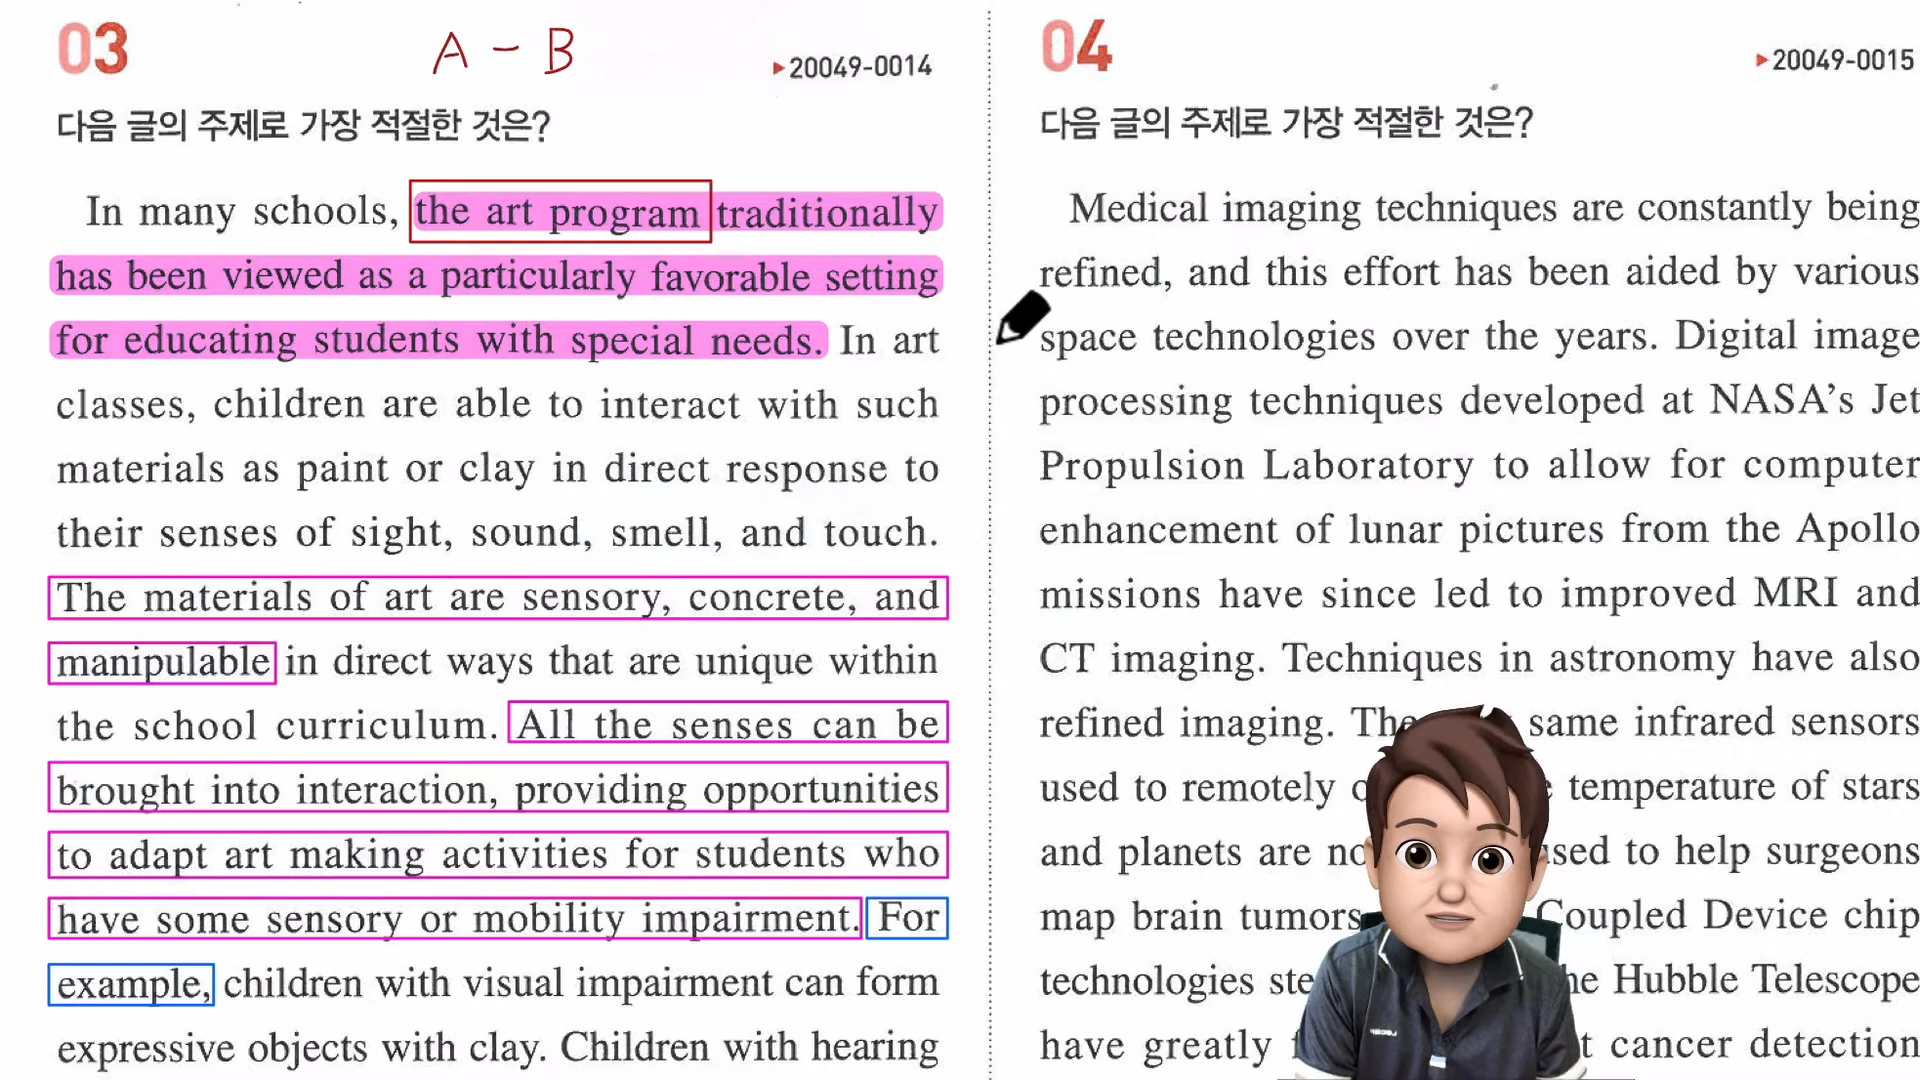 03
A - B
▶20049-0014
다음 글의 주제로 가장 적절한 것은?
In many schools, the art program traditionally
has been viewed as a particularly favorable setting
for educating students with special needs. In art
classes, children are able to interact with such
materials as paint or clay in direct response to
their senses of sight, sound, smell, and touch.
The materials of art are sensory, concrete, and
manipulable in direct ways that are unique within
the school curriculum. All the senses can be
brought into interaction, providing opportunities
to adapt art making activities for students who
have some sensory or mobility impairment. For
example, children with visual impairment can form
expressive objects with clay. Children with hearing
04
▶20049-0015
다음 글의 주제로 가장 적절한 것은?
Medical imaging techniques are constantly being
refined, and this effort has been aided by various
space technologies over the years. Digital image
processing techniques developed at NASA's Jet
Propulsion Laboratory to allow for computer
enhancement of lunar pictures from the Apollo
missions have since led to improved MRI and
CT imaging. Techniques in astronomy have also
refined imaging. The same infrared sensors
used to remotely temperature of stars
and planets are to help surgeons
map brain tumors Coupled Device chip
technologies Hubble Telescope
have greatly cancer detection